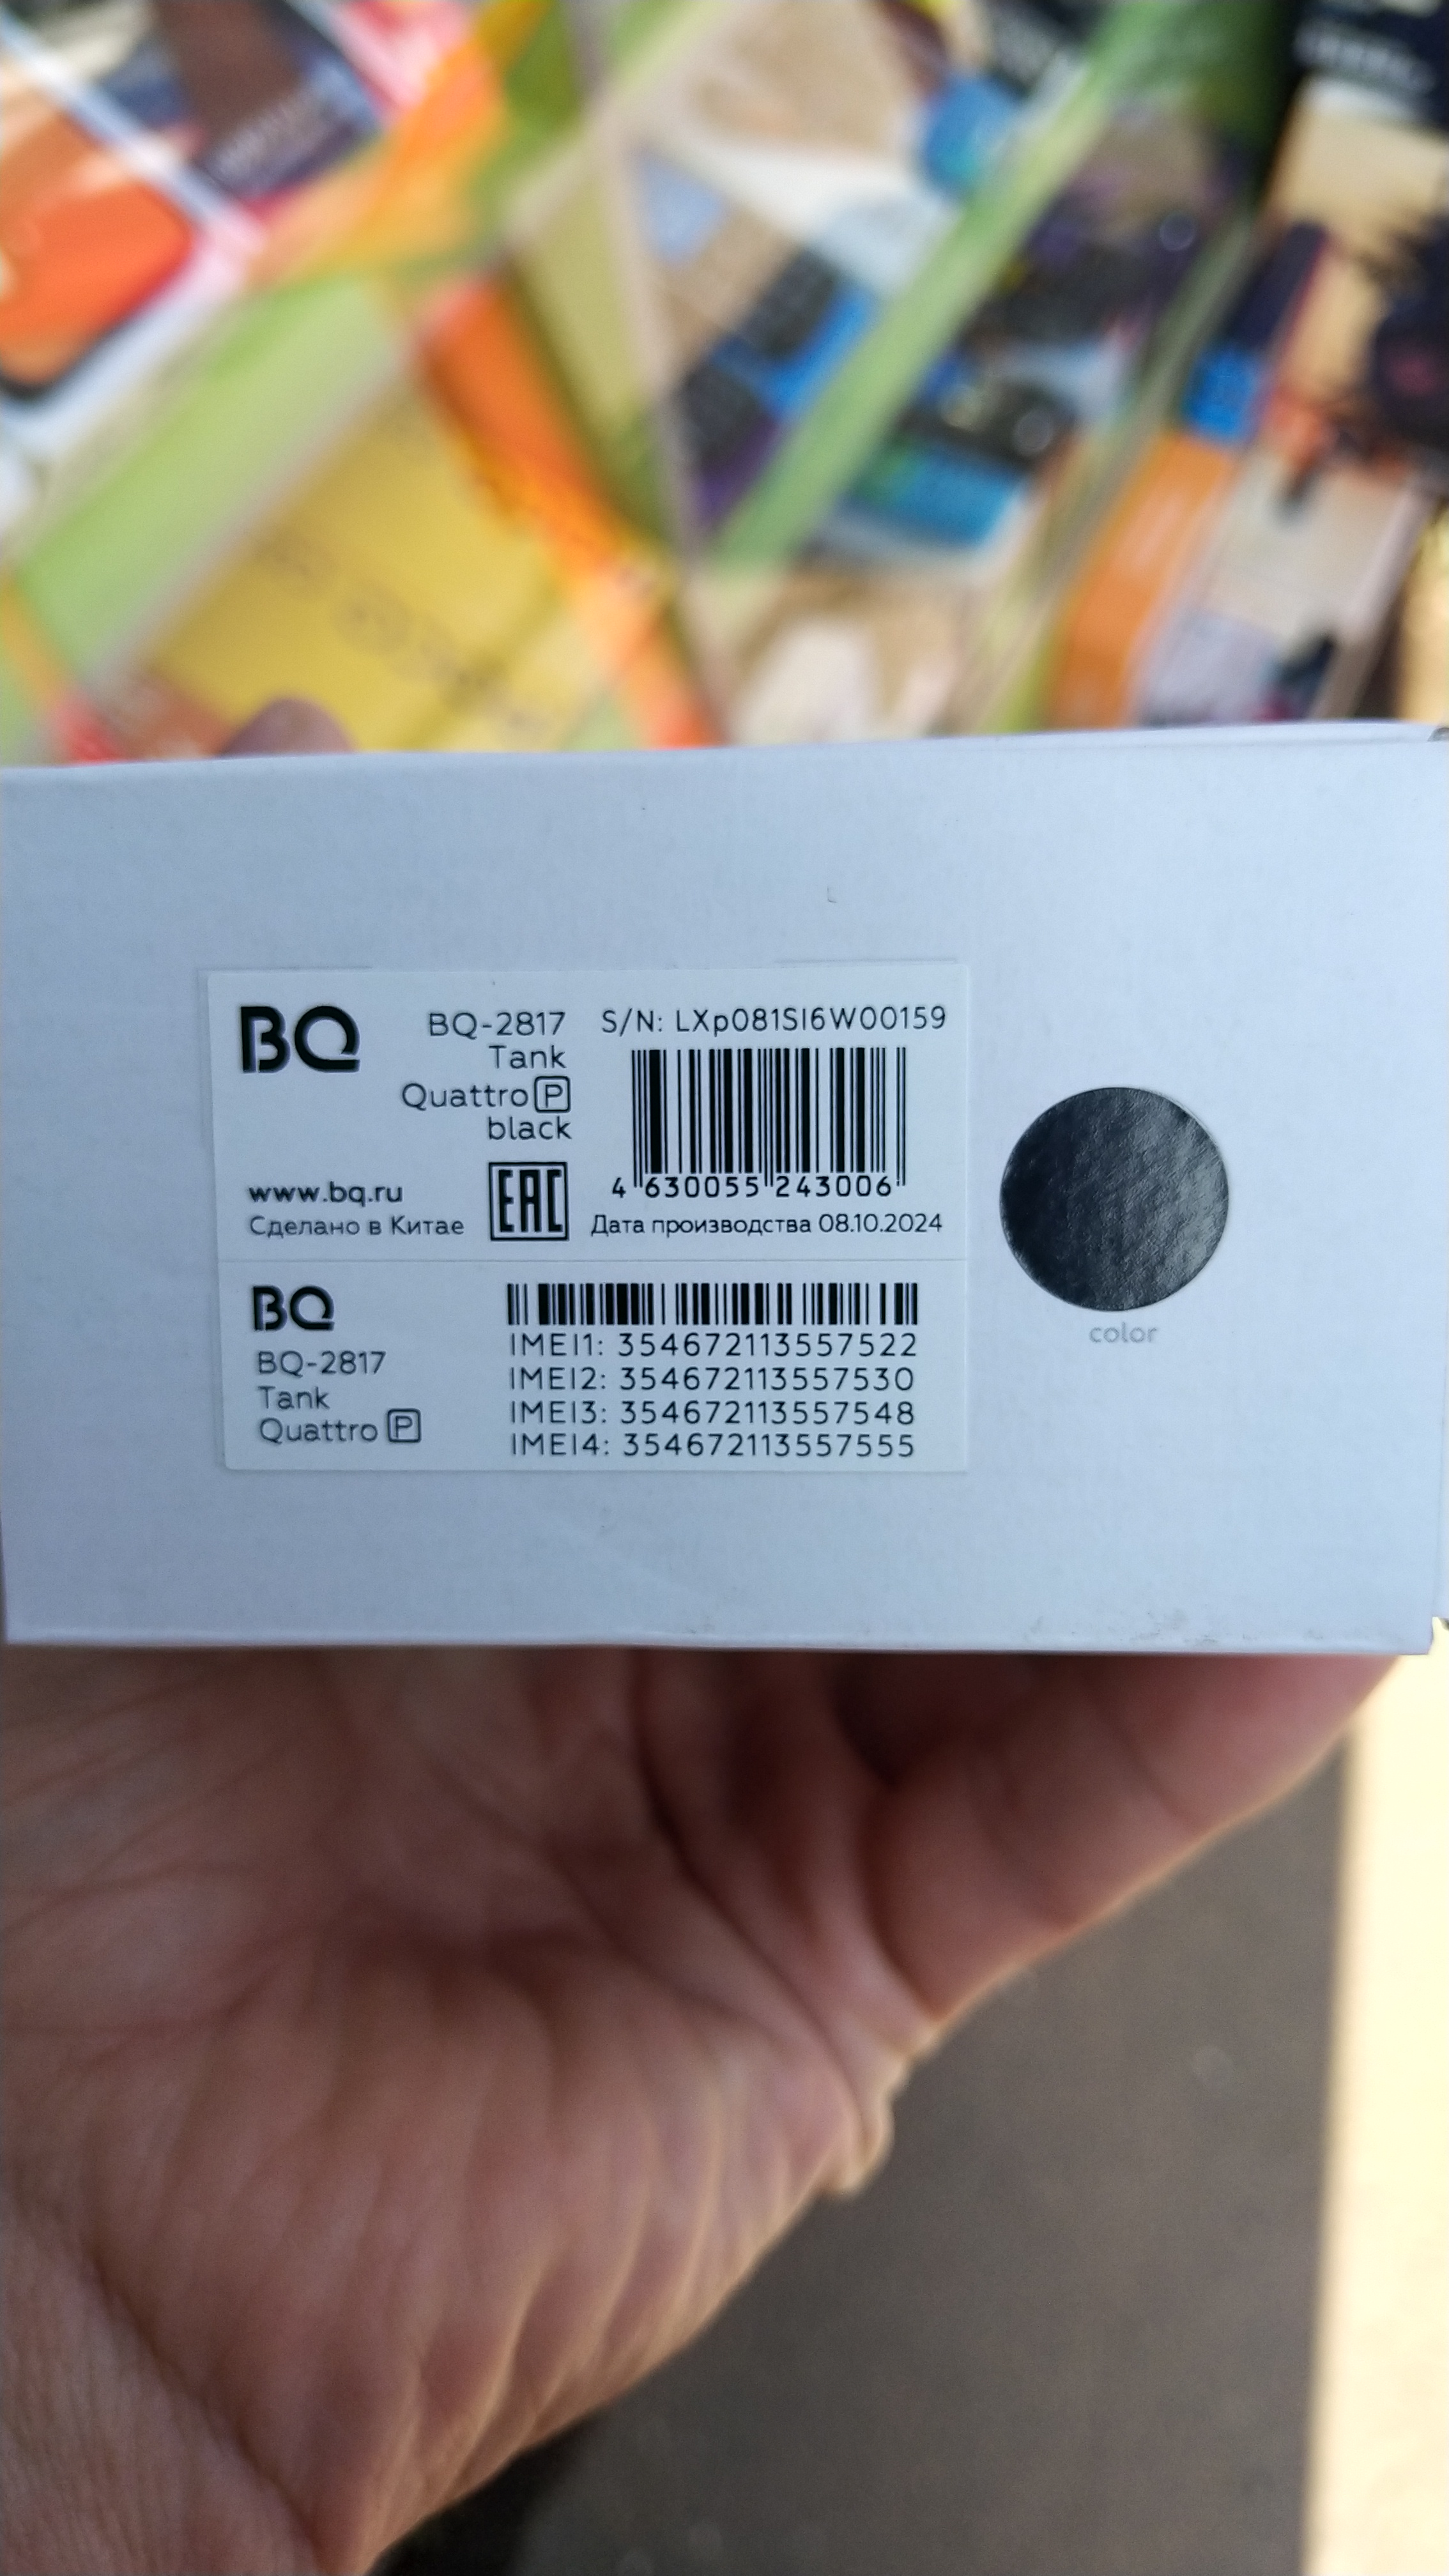 BQ
BQ-2817
Tank
Quattro P
black
S/N: LXp081SI6W00159
4 630055 243006
www.bq.ru
Сделано в Китае
EAC
Дата производства 08.10.2024
BQ
BQ-2817
Tank
Quattro P
IMEI1: 354672113557522
IMEI2: 354672113557530
IMEI3: 354672113557548
IMEI4: 354672113557555
color